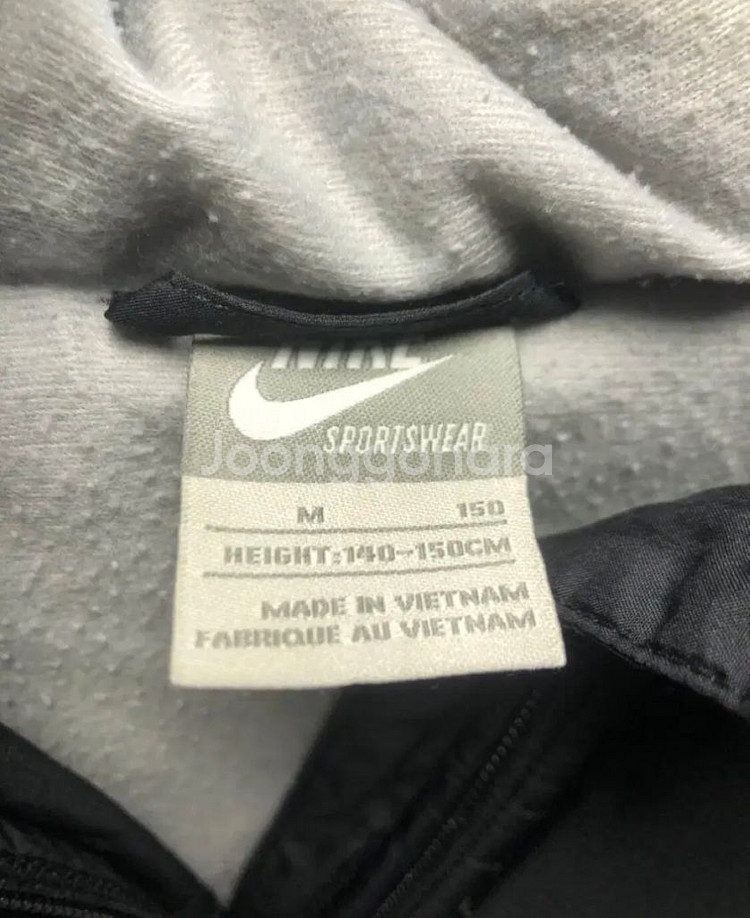 NIKE
SPORTSWEAR
Joonggonara
M 150
HEIGHT:140~150CM
MADE IN VIETNAM
FABRIQUE AU VIETNAM